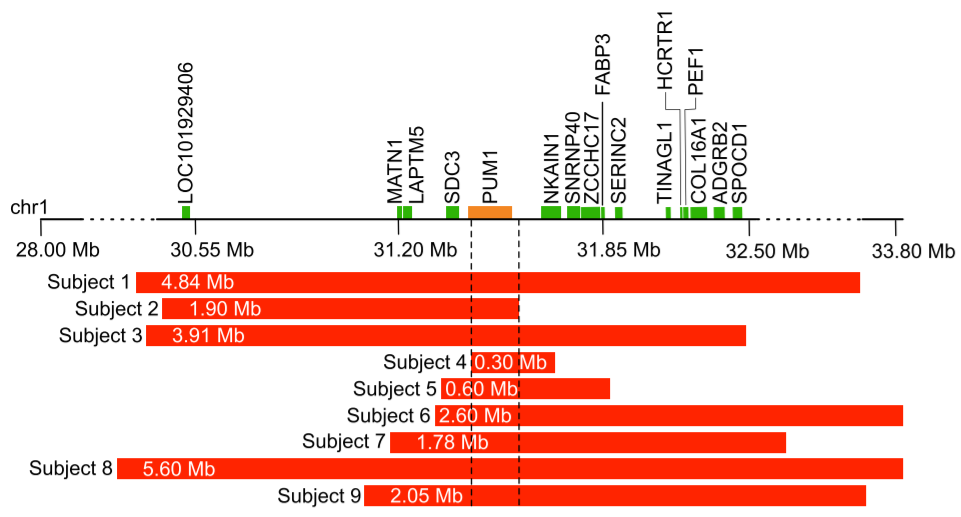 LOC101929406
MATN1
LAPTM5
SDC3
PUM1
NKAIN1
SNRNP40
ZCCHC17
FABP3
SERINC2
TINAGL1
HCRTR1
PEF1
COL16A1
ADGRB2
SPOCD1
chr1
28.00 Mb 30.55 Mb 31.20 Mb 31.85 Mb 32.50 Mb 33.80 Mb
Subject 1 4.84 Mb
Subject 2 1.90 Mb
Subject 3 3.91 Mb
Subject 4 0.30 Mb
Subject 5 0.60 Mb
Subject 6 2.60 Mb
Subject 7 1.78 Mb
Subject 8 5.60 Mb
Subject 9 2.05 Mb